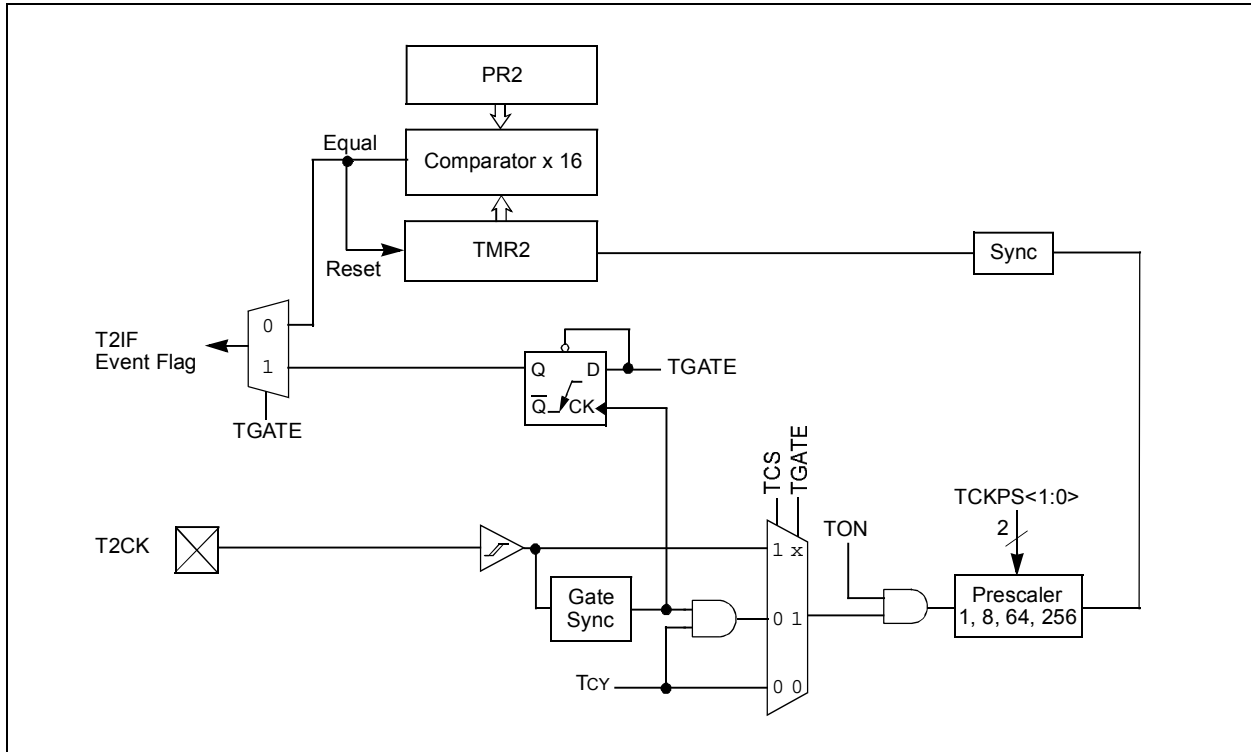 PR2
Equal
Comparator x 16
Reset
TMR2
Sync
T2IF
Event Flag
0
1
TGATE
Q
D
TGATE
Q
CK
TCS
TGATE
TCKPS<1:0>
2
TON
T2CK
1 x
Gate
Sync
0 1
Prescaler
1, 8, 64, 256
TCY
0 0